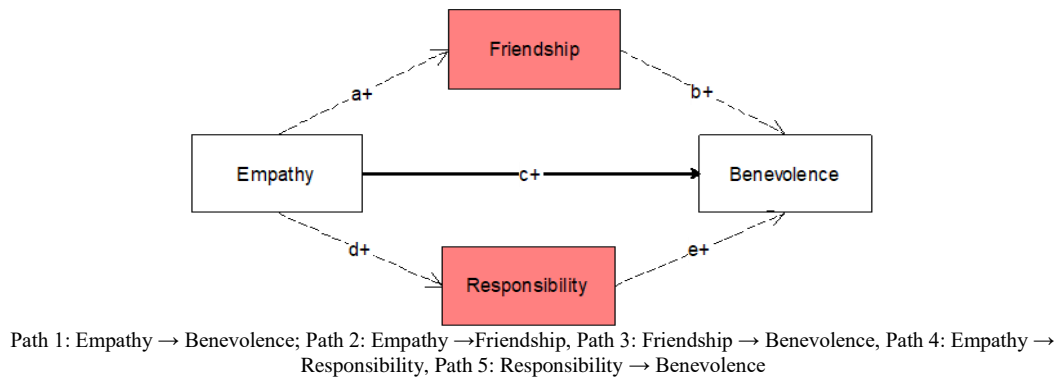 Friendship
a+
b+
Empathy
c+
Benevolence
d+
e+
Responsibility
Path 1: Empathy → Benevolence; Path 2: Empathy →Friendship, Path 3: Friendship → Benevolence, Path 4: Empathy →
Responsibility, Path 5: Responsibility → Benevolence